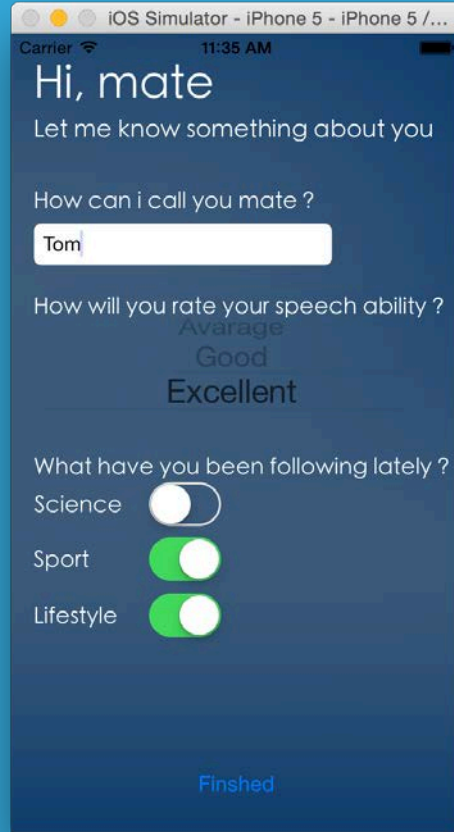 iOS Simulator - iPhone 5 - iPhone 5 /...
Carrier 11:35 AM
Hi, mate
Let me know something about you
How can i call you mate ?
Tom
How will you rate your speech ability ?
Avarage
Good
Excellent
What have you been following lately ?
Science
Sport
Lifestyle
Finshed